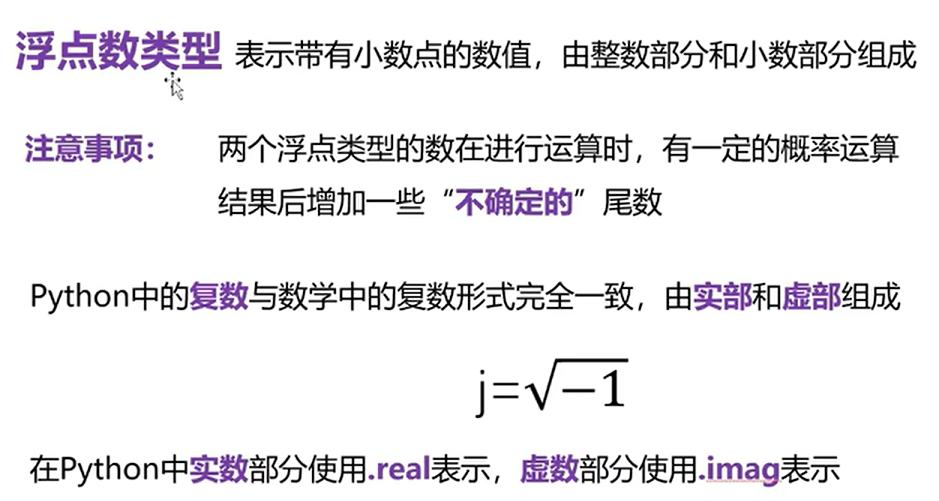 浮点数类型 表示带有小数点的数值，由整数部分和小数部分组成
注意事项： 两个浮点类型的数在进行运算时，有一定的概率运算
结果后增加一些“不确定的”尾数
Python中的复数与数学中的复数形式完全一致，由实部和虚部组成
j=√−1
在Python中实数部分使用.real表示，虚数部分使用.imag表示